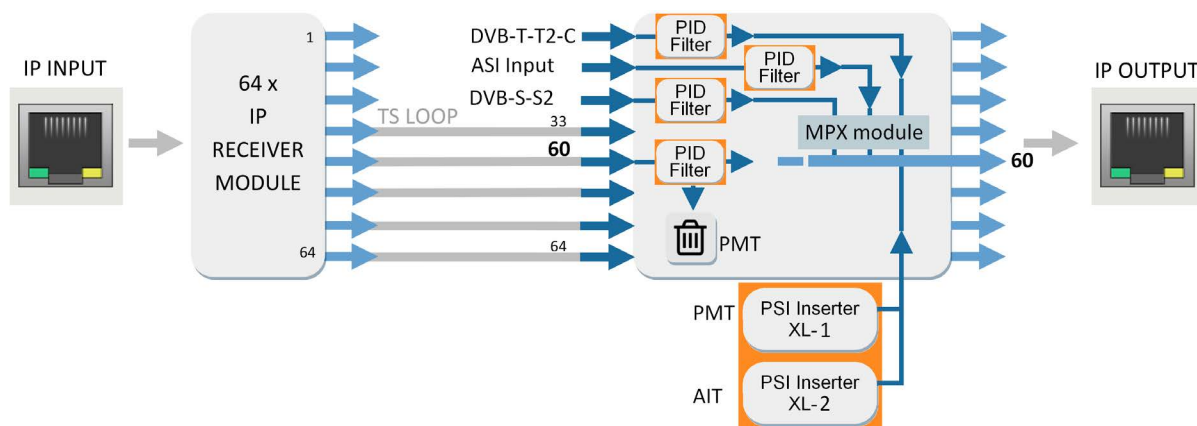 IP INPUT
1
64 x
IP
RECEIVER
MODULE
64
TS LOOP
DVB-T-T2-C
ASI Input
DVB-S-S2
33
60
64
PID
Filter
PID
Filter
PID
Filter
PID
Filter
MPX module
PMT
60
IP OUTPUT
PMT
PSI Inserter
XL-1
AIT
PSI Inserter
XL-2